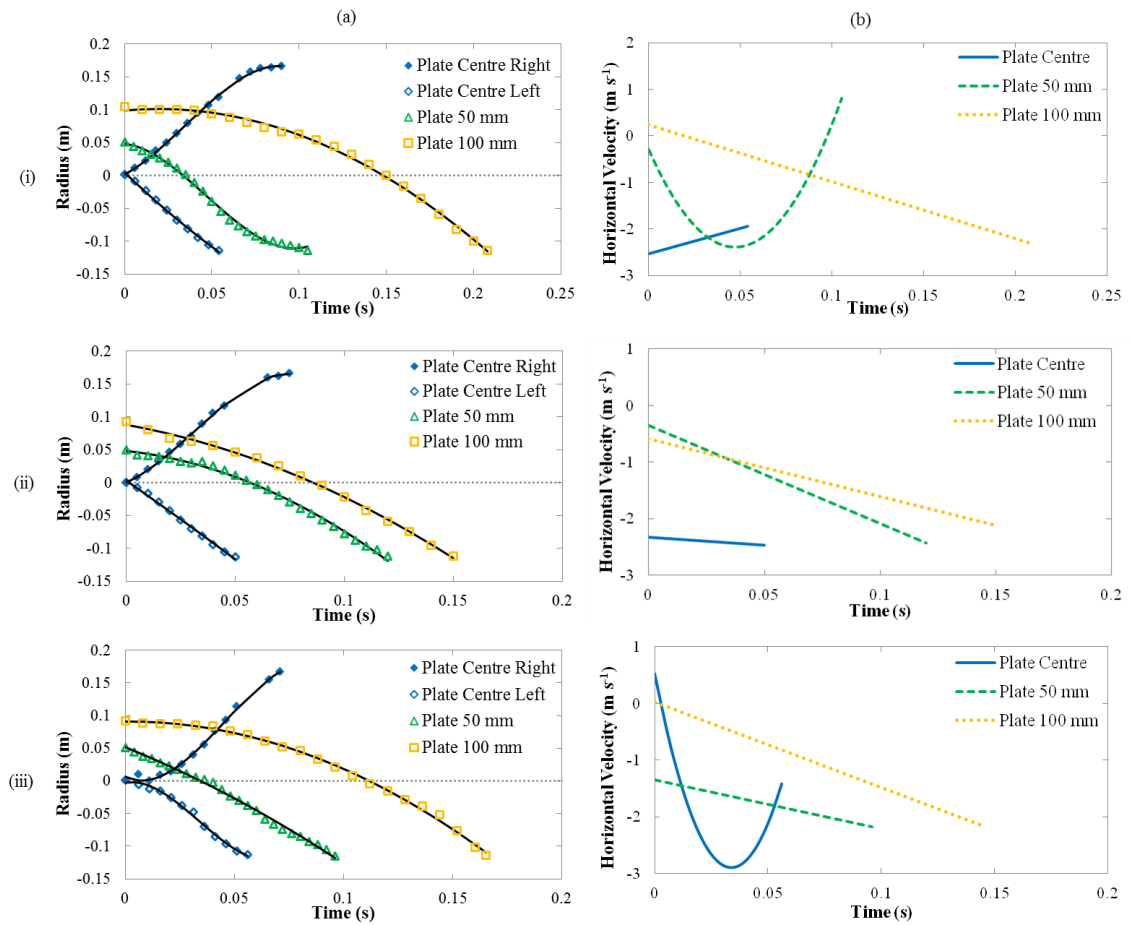 (a)
(b)
(i)
Radius (m)
0.2
0.15
0.1
0.05
0
-0.05
-0.1
-0.15
0
0.05
0.1
0.15
0.2
0.25
Time (s)
Plate Centre Right
Plate Centre Left
Plate 50 mm
Plate 100 mm
Horizontal Velocity (m s⁻¹)
2
1
0
-1
-2
-3
0
0.05
0.1
0.15
0.2
0.25
Time (s)
Plate Centre
Plate 50 mm
Plate 100 mm
(ii)
Radius (m)
0.2
0.15
0.1
0.05
0
-0.05
-0.1
-0.15
0
0.05
0.1
0.15
0.2
Time (s)
Plate Centre Right
Plate Centre Left
Plate 50 mm
Plate 100 mm
Horizontal Velocity (m s⁻¹)
1
0
-1
-2
-3
0
0.05
0.1
0.15
0.2
Time (s)
Plate Centre
Plate 50 mm
Plate 100 mm
(iii)
Radius (m)
0.2
0.15
0.1
0.05
0
-0.05
-0.1
-0.15
0
0.05
0.1
0.15
0.2
Time (s)
Plate Centre Right
Plate Centre Left
Plate 50 mm
Plate 100 mm
Horizontal Velocity (m s⁻¹)
1
0
-1
-2
-3
0
0.05
0.1
0.15
0.2
Time (s)
Plate Centre
Plate 50 mm
Plate 100 mm